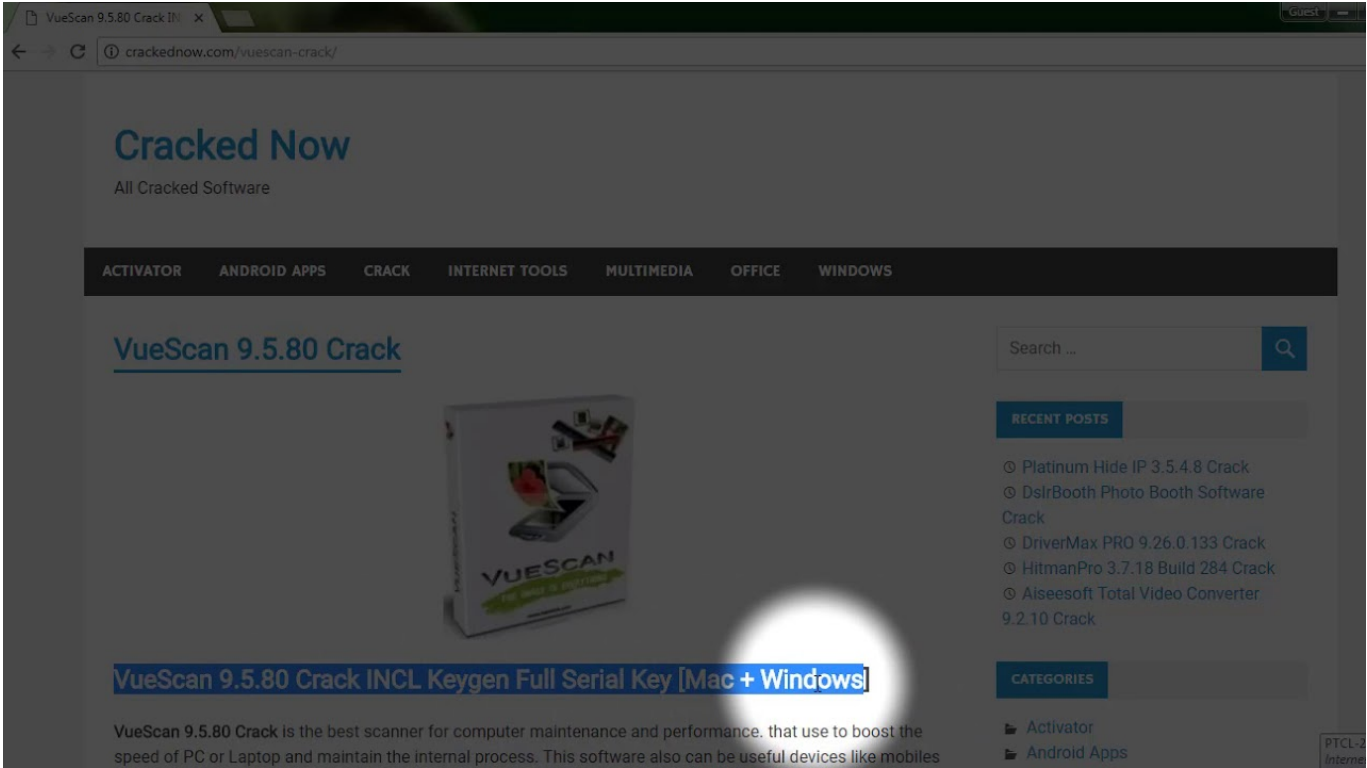 VueScan 9.5.80 Crack IN
Guest
crackednow.com/vuescan-crack/
Cracked Now
All Cracked Software
ACTIVATOR ANDROID APPS CRACK INTERNET TOOLS MULTIMEDIA OFFICE WINDOWS
VueScan 9.5.80 Crack
VUESCAN
VueScan 9.5.80 Crack INCL Keygen Full Serial Key [Mac + Windows]
VueScan 9.5.80 Crack is the best scanner for computer maintenance and performance. that use to boost the
speed of PC or Laptop and maintain the internal process. This software also can be useful devices like mobiles
Search ...
RECENT POSTS
Platinum Hide IP 3.5.4.8 Crack
DslrBooth Photo Booth Software
Crack
DriverMax PRO 9.26.0.133 Crack
HitmanPro 3.7.18 Build 284 Crack
Aiseesoft Total Video Converter
9.2.10 Crack
CATEGORIES
Activator
Android Apps
PTCL-2
Interne